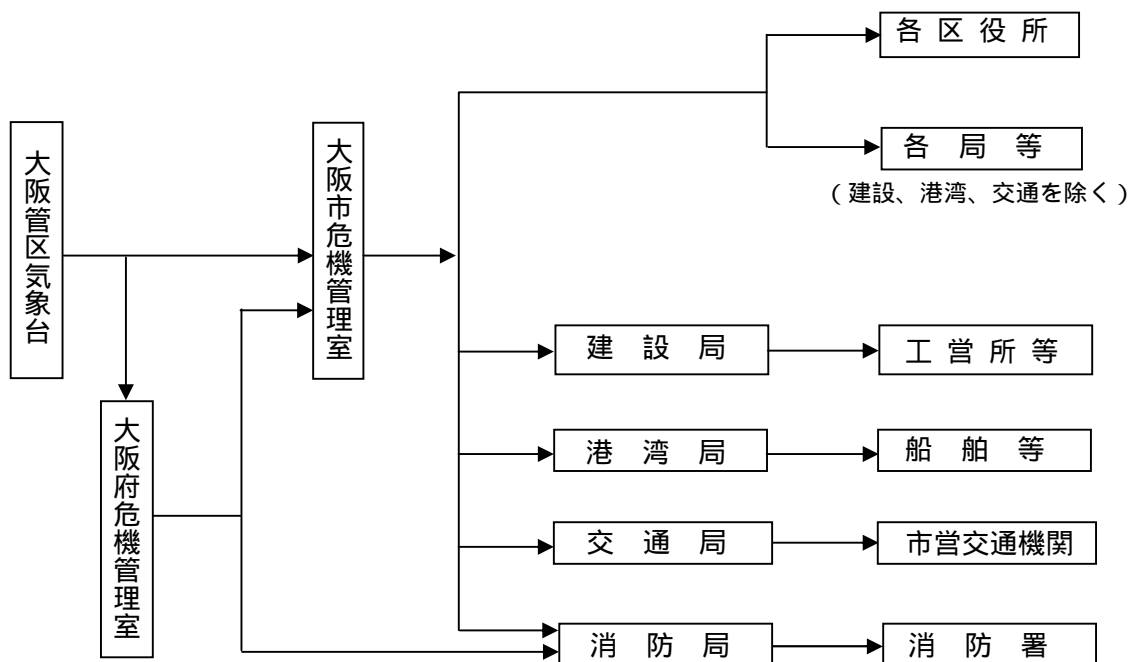 大阪管区気象台
大阪府危機管理室
大阪市危機管理室
各区役所
各局等
（建設、港湾、交通を除く）
建設局
工営所等
港湾局
船舶等
交通局
市営交通機関
消防局
消防署